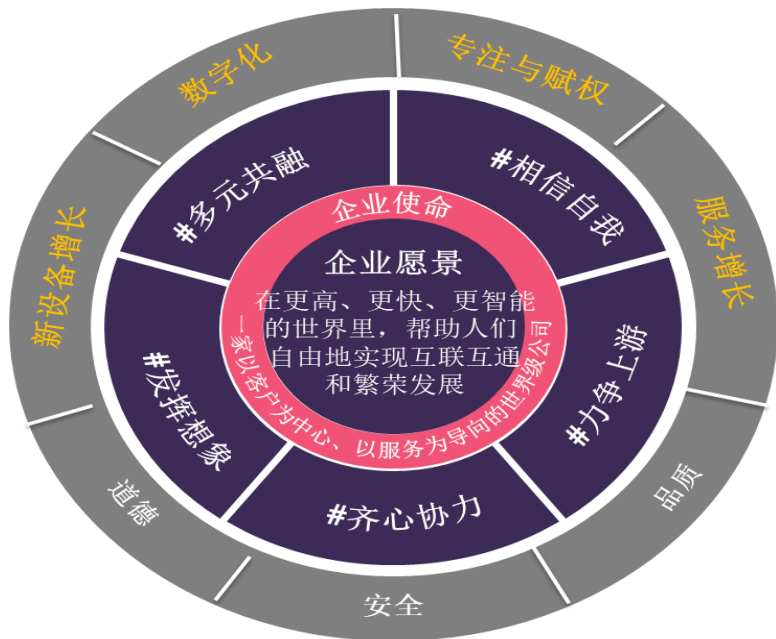 数字化
专注与赋权
服务增长
品质
安全
道德
新设备增长
#多元共融
#相信自我
#力争上游
#齐心协力
#发挥想象
企业使命
一家以客户为中心、以服务为导向的世界级公司
企业愿景
在更高、更快、更智能
的世界里，帮助人们
自由地实现互联互通
和繁荣发展